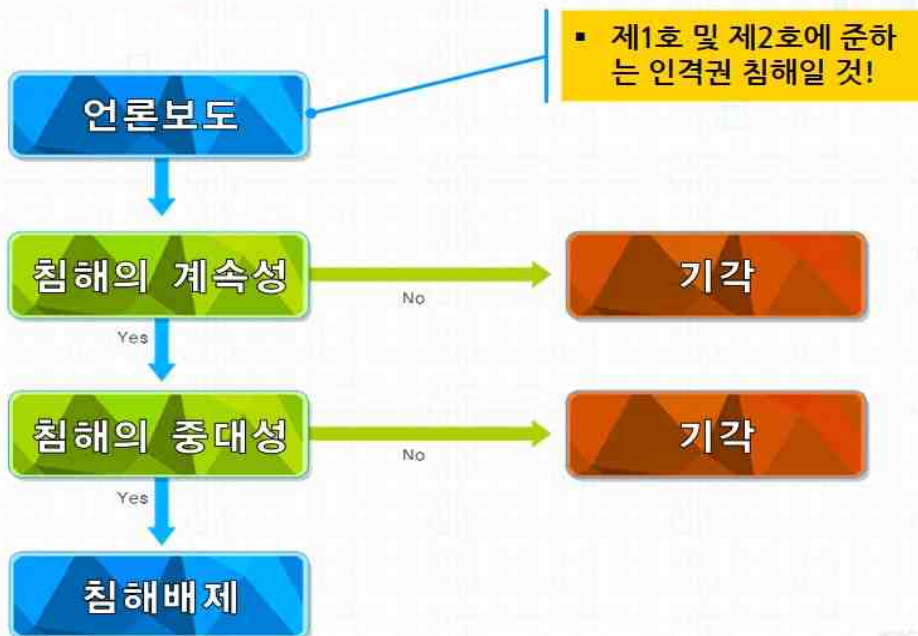 ▪ 제1호 및 제2호에 준하
는 인격권 침해일 것!
언론보도
침해의 계속성
No
기각
Yes
침해의 중대성
No
기각
Yes
침해배제